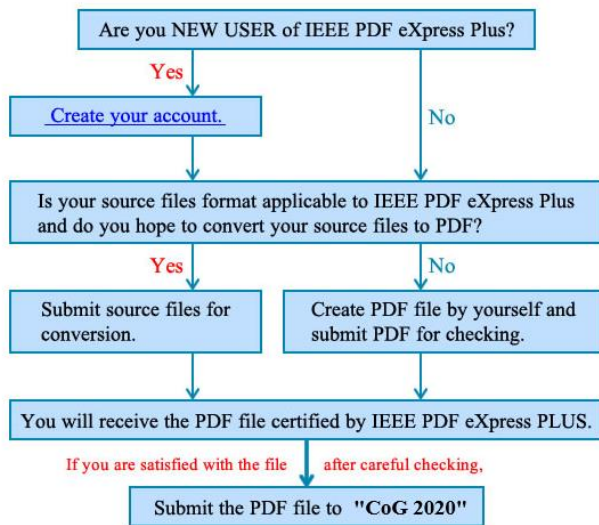 Are you NEW USER of IEEE PDF eXpress Plus?
Yes
Create your account.
No
Is your source files format applicable to IEEE PDF eXpress Plus
and do you hope to convert your source files to PDF?
Yes
No
Submit source files for
conversion.
Create PDF file by yourself and
submit PDF for checking.
You will receive the PDF file certified by IEEE PDF eXpress PLUS.
If you are satisfied with the file after careful checking,
Submit the PDF file to "CoG 2020"